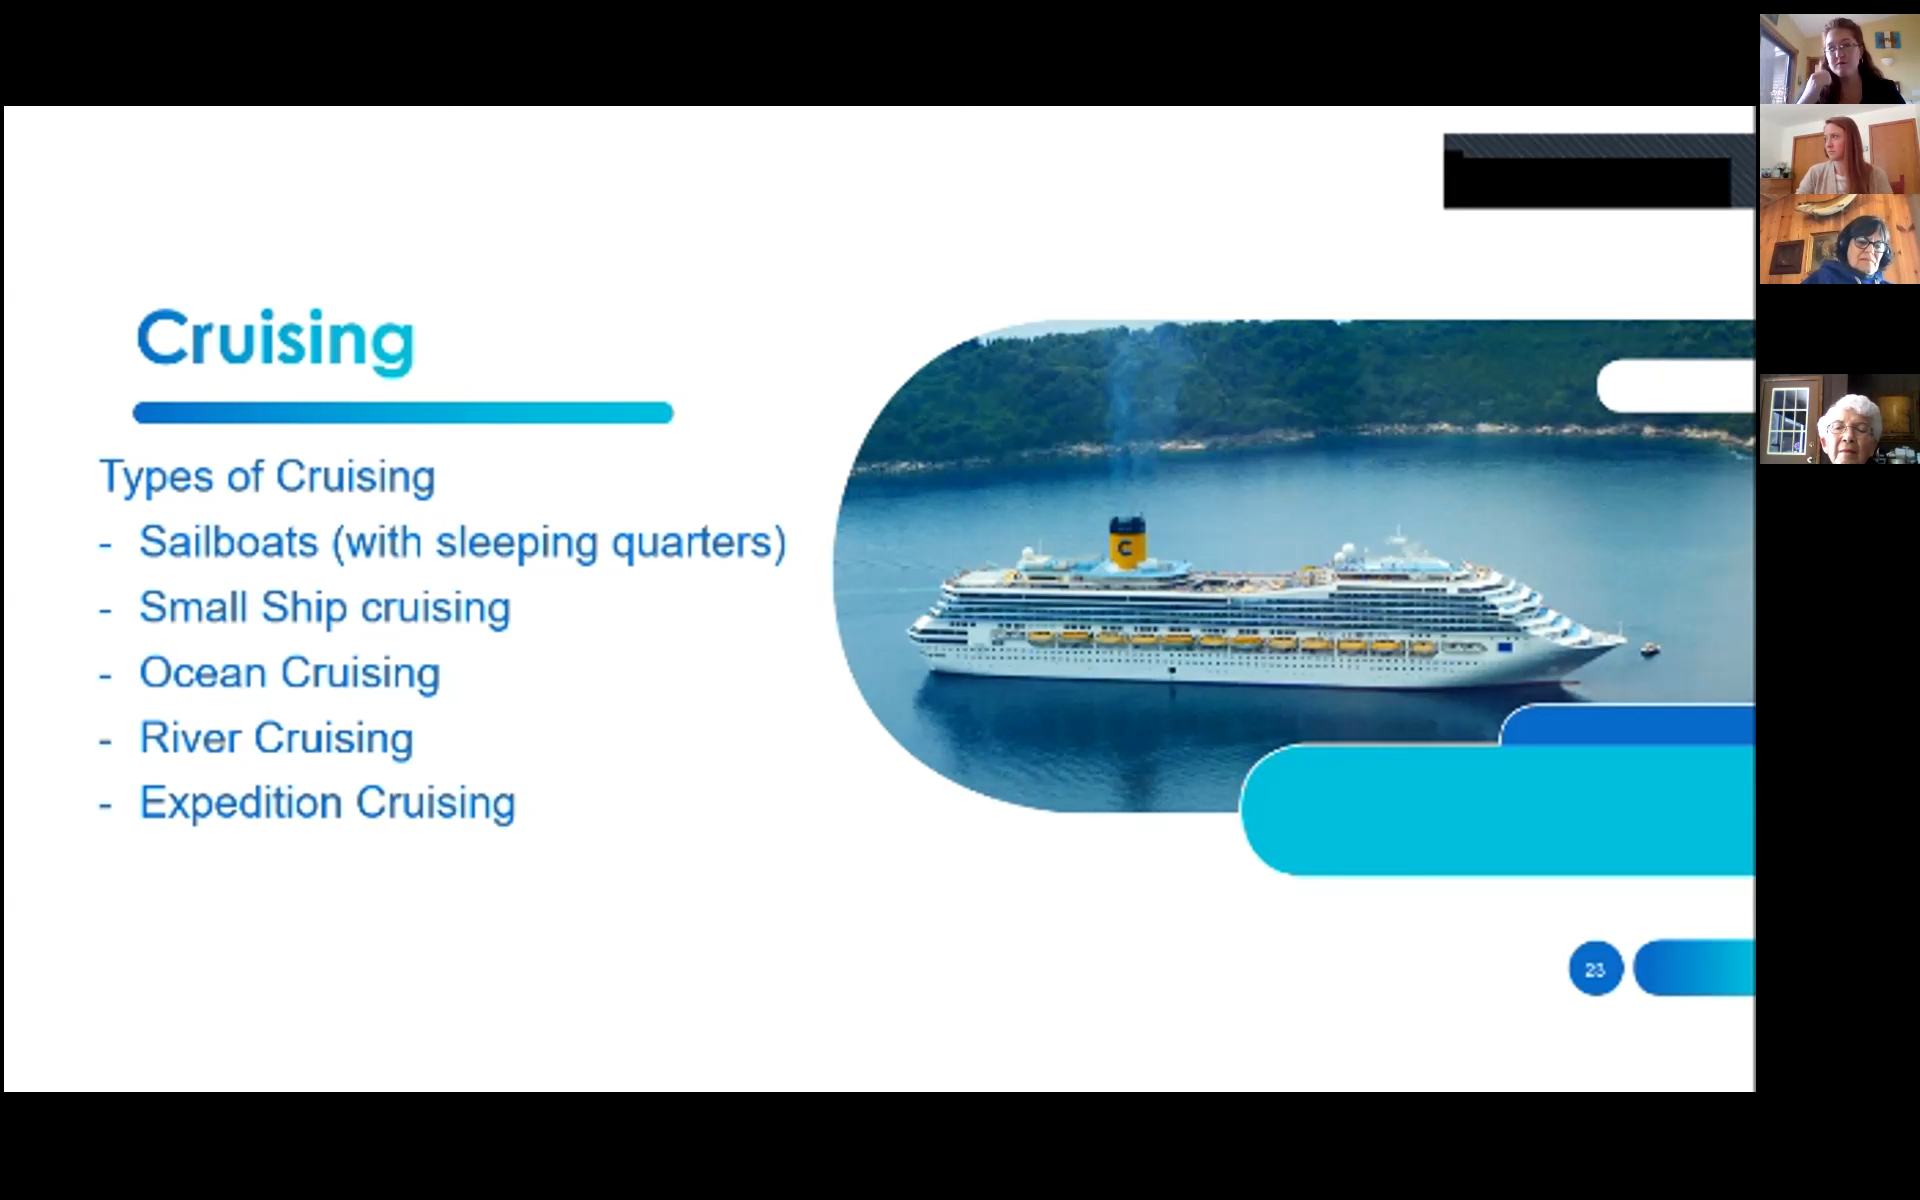 Cruising
Types of Cruising
- Sailboats (with sleeping quarters)
- Small Ship cruising
- Ocean Cruising
- River Cruising
- Expedition Cruising
C
23